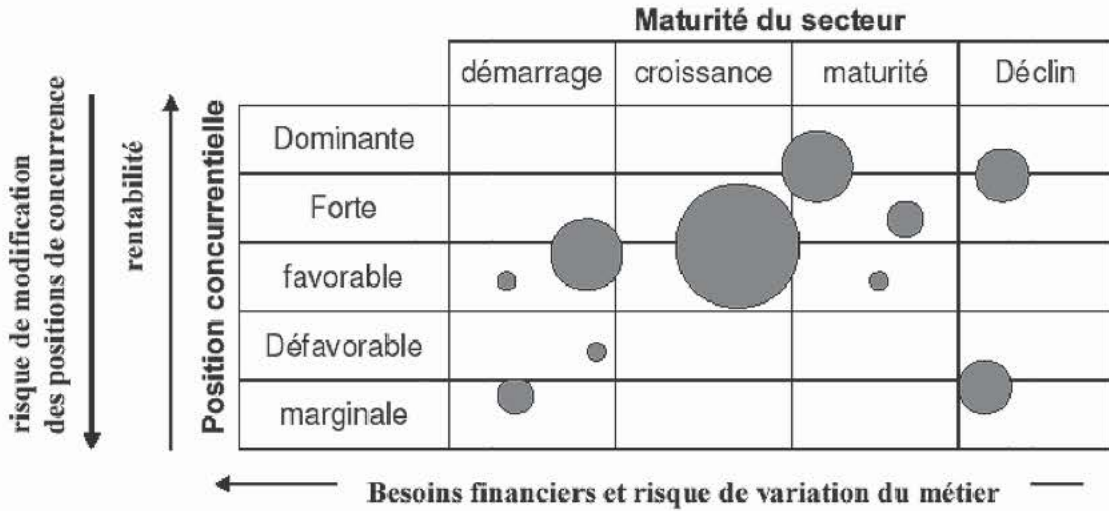 Maturité du secteur
démarrage
croissance
maturité
Déclin
risque de modification
des positions de concurrence
rentabilité
Position concurrentielle
Dominante
Forte
favorable
Défavorable
marginale
Besoins financiers et risque de variation du métier